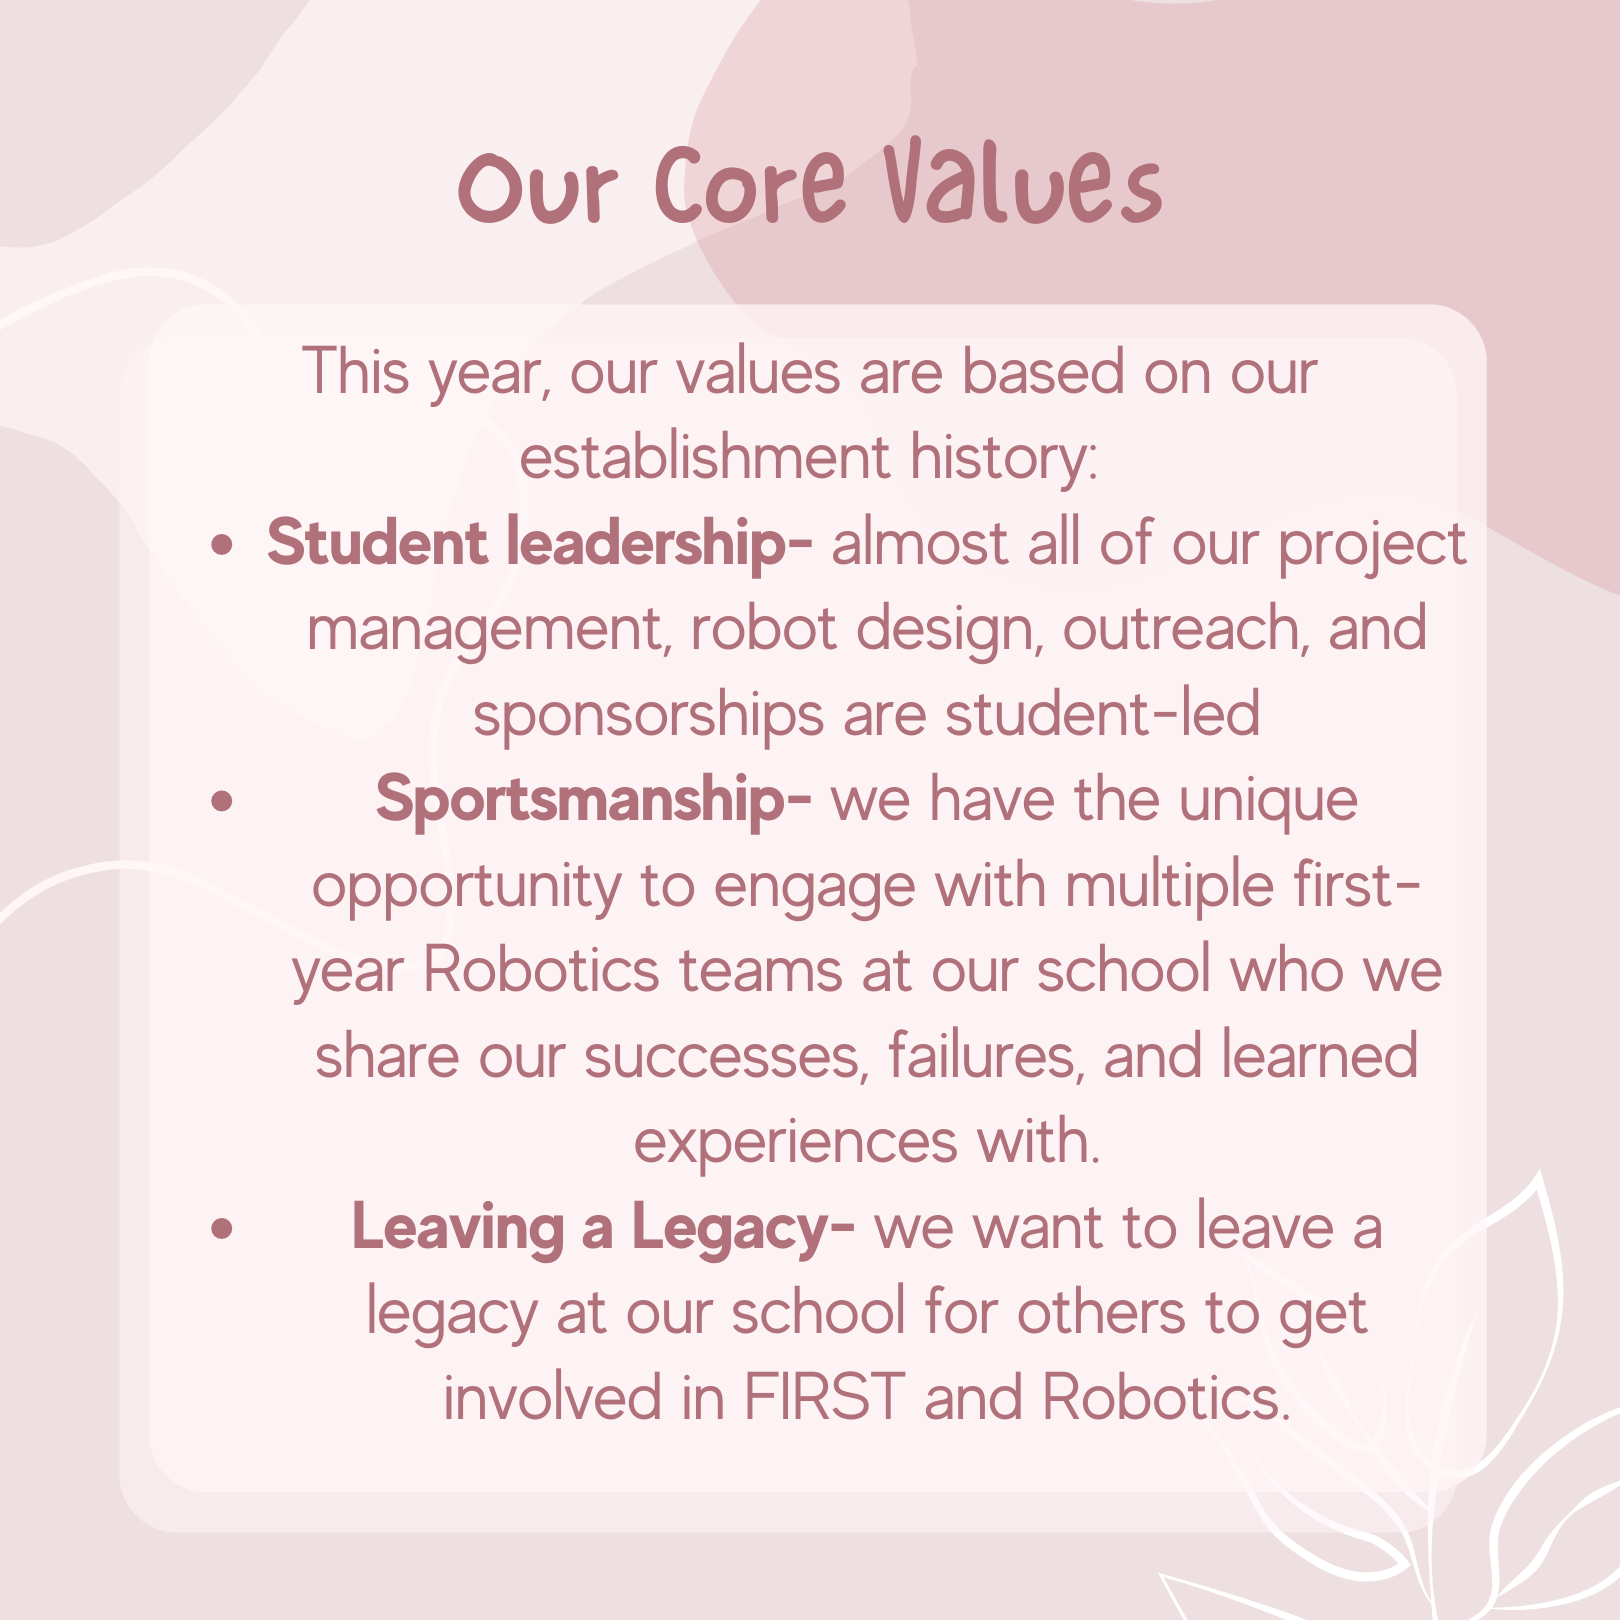 Our Core Values
This year, our values are based on our
establishment history:
• Student leadership- almost all of our project
management, robot design, outreach, and
sponsorships are student-led
• Sportsmanship- we have the unique
opportunity to engage with multiple first-
year Robotics teams at our school who we
share our successes, failures, and learned
experiences with.
• Leaving a Legacy- we want to leave a
legacy at our school for others to get
involved in FIRST and Robotics.